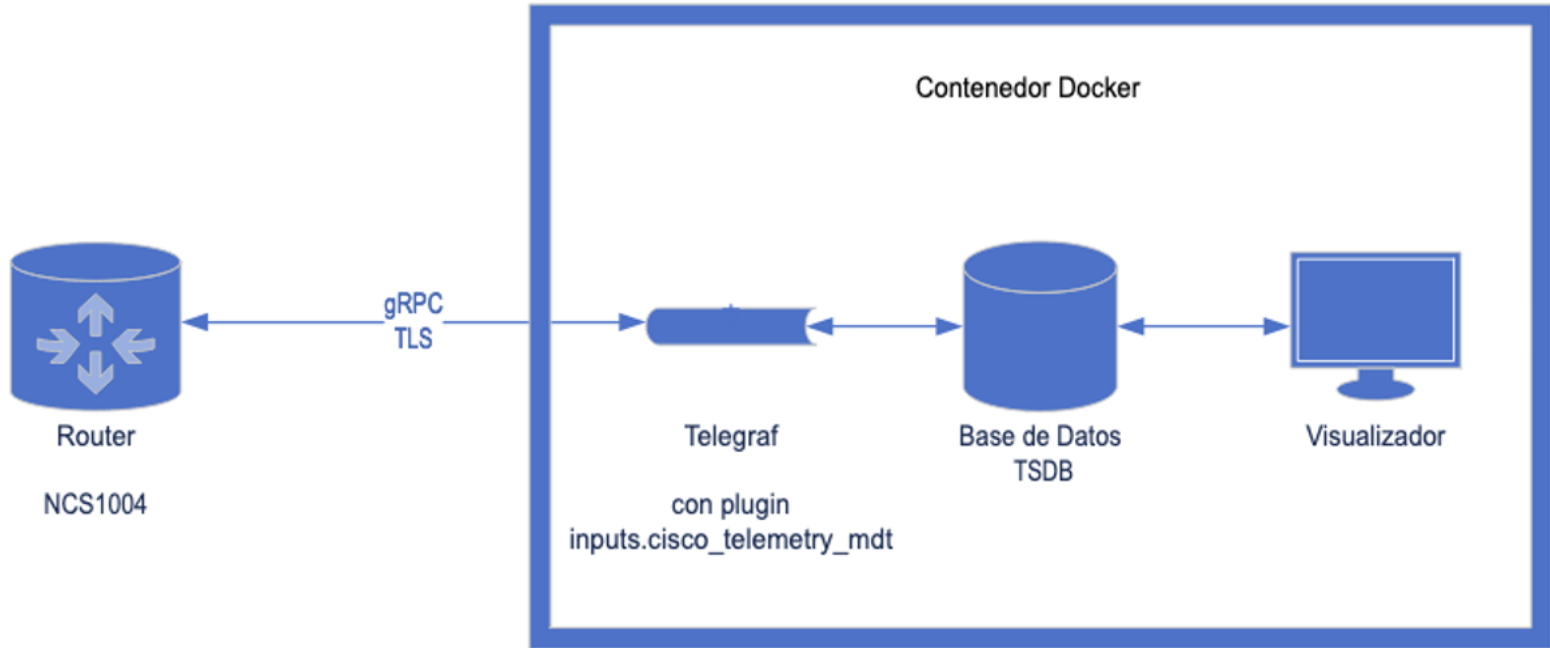 Contenedor Docker
gRPC
TLS
Router
NCS1004
Telegraf
con plugin
inputs.cisco_telemetry_mdt
Base de Datos
TSDB
Visualizador